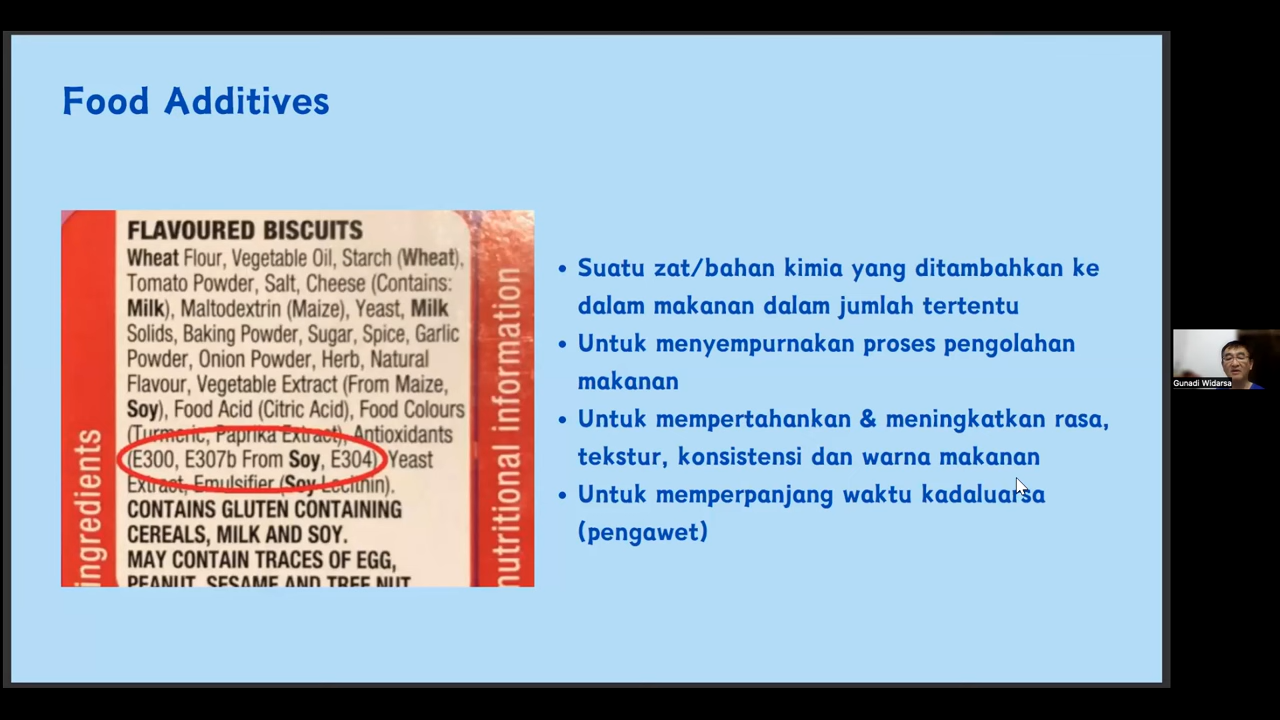 Food Additives
FLAVOURED BISCUITS
Wheat Flour, Vegetable Oil, Starch (Wheat),
Tomato Powder, Salt, Cheese (Contains:
Milk), Maltodextrin (Maize), Yeast, Milk
Solids, Baking Powder, Sugar, Spice, Garlic
Powder, Onion Powder, Herb, Natural
Flavour, Vegetable Extract (From Maize,
Soy), Food Acid (Citric Acid), Food Colours
(Turmeric, Paprika Extract), Antioxidants
(E300, E307b From Soy, E304), Yeast
Extract, Emulsifier (Soy Lecithin).
CONTAINS GLUTEN CONTAINING
CEREALS, MILK AND SOY.
MAY CONTAIN TRACES OF EGG,
PEANUT, SESAME AND TREE NUT
ingredients
nutritional information
• Suatu zat/bahan kimia yang ditambahkan ke
dalam makanan dalam jumlah tertentu
• Untuk menyempurnakan proses pengolahan
makanan
• Untuk mempertahankan & meningkatkan rasa,
tekstur, konsistensi dan warna makanan
• Untuk memperpanjang waktu kadaluarsa
(pengawet)
Gunadi Widarsa